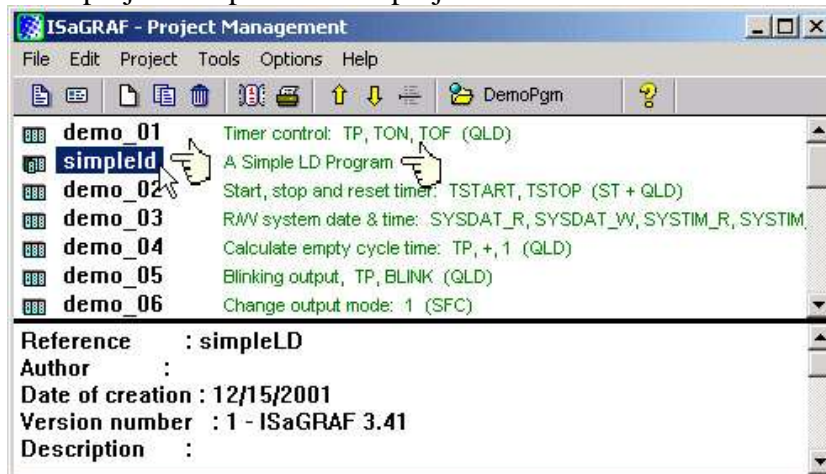 ISaGRAF - Project Management
File Edit Project Tools Options Help
DemoPgm
demo_01 Timer control: TP, TON, TOF (QLD)
simpleld A Simple LD Program
demo_02 Start, stop and reset timer: TSTART, TSTOP (ST + QLD)
demo_03 R/W system date & time: SYSDAT_R, SYSDAT_W, SYSTIM_R, SYSTIM_
demo_04 Calculate empty cycle time: TP, +, 1 (QLD)
demo_05 Blinking output, TP, BLINK (QLD)
demo_06 Change output mode: 1 (SFC)
Reference : simpleLD
Author :
Date of creation : 12/15/2001
Version number : 1 - ISaGRAF 3.41
Description :